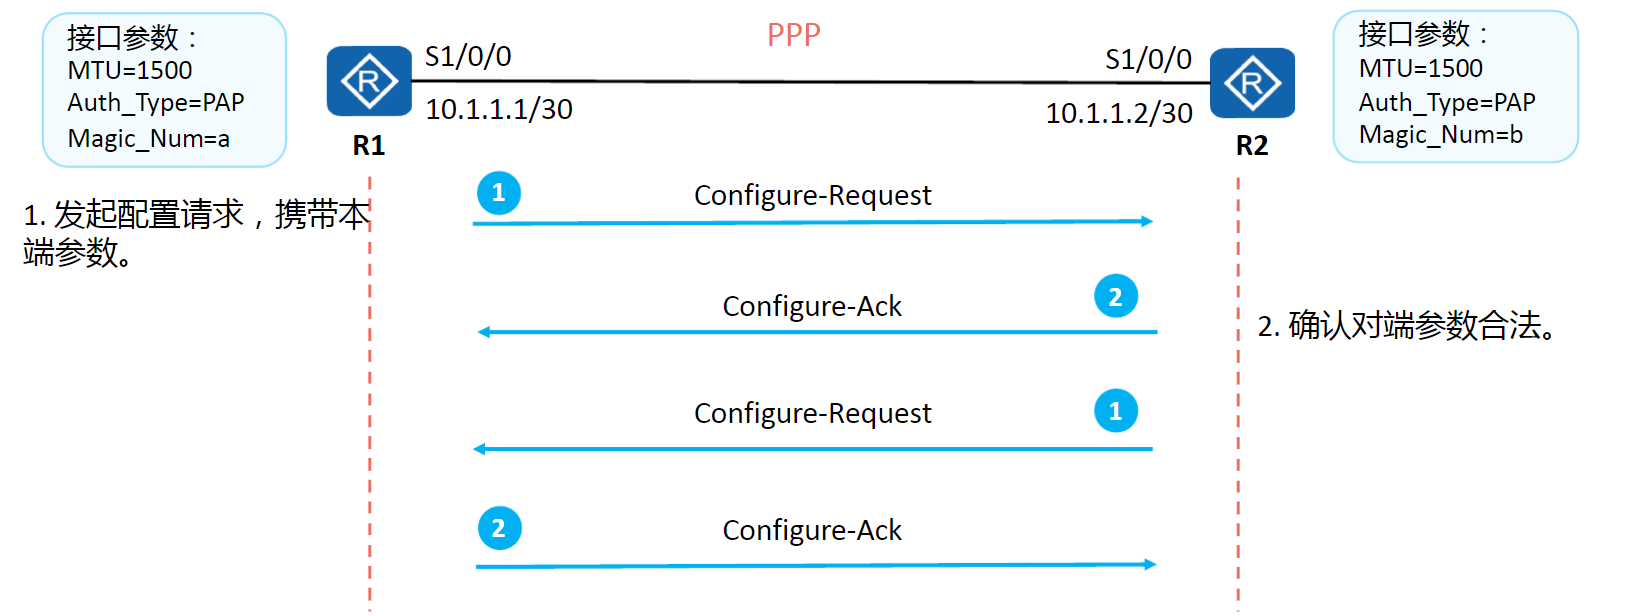 接口参数：
MTU=1500
Auth_Type=PAP
Magic_Num=a
R
S1/0/0
10.1.1.1/30
R1
PPP
S1/0/0
10.1.1.2/30
R
R2
接口参数：
MTU=1500
Auth_Type=PAP
Magic_Num=b
1. 发起配置请求，携带本
端参数。
1
Configure-Request
Configure-Ack
2
2. 确认对端参数合法。
Configure-Request
1
2
Configure-Ack